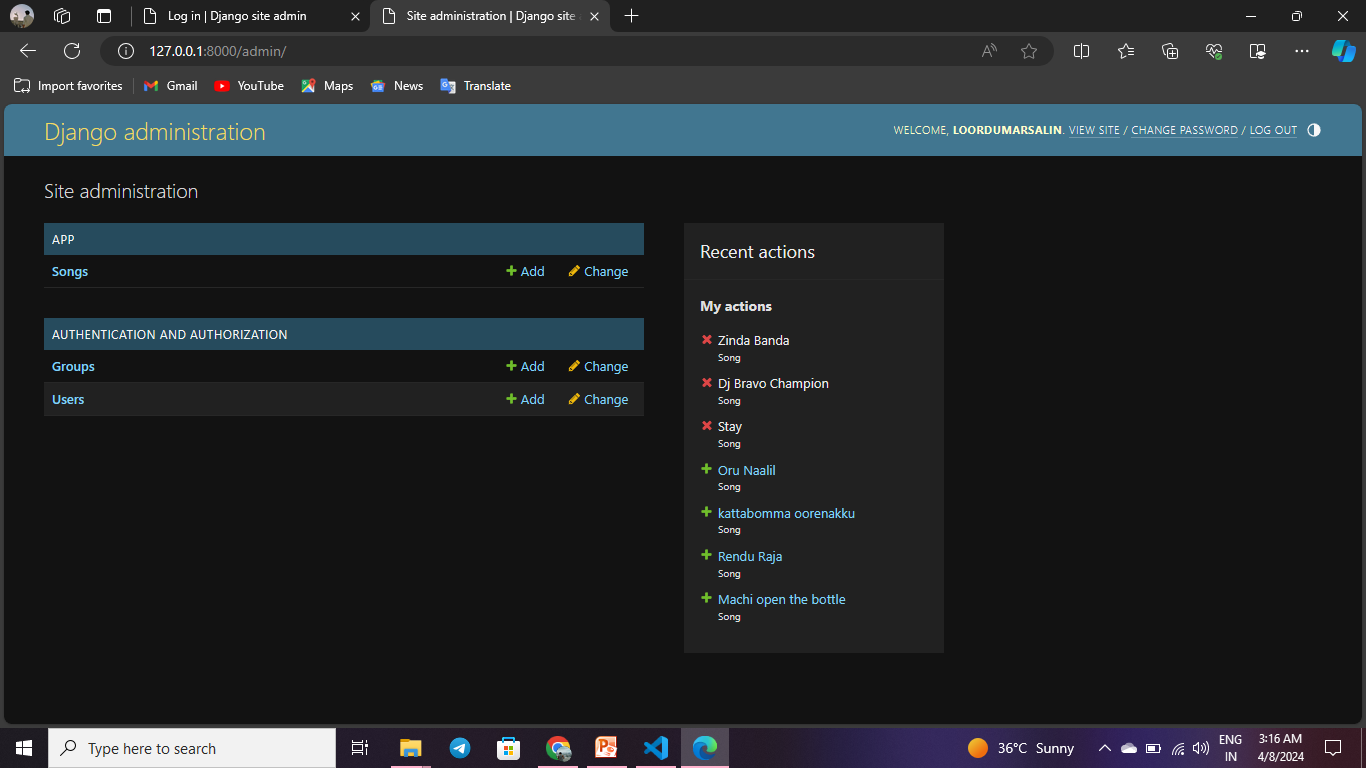 Log in | Django site admin
Site administration | Django site
127.0.0.1:8000/admin/
Import favorites Gmail YouTube Maps News Translate
Django administration
WELCOME, LOORDUMARSALIN. VIEW SITE / CHANGE PASSWORD / LOG OUT
Site administration
APP
Songs Add Change
AUTHENTICATION AND AUTHORIZATION
Groups Add Change
Users Add Change
Recent actions
My actions
Zinda Banda
Song
Dj Bravo Champion
Song
Stay
Song
Oru Naalil
Song
kattabomma oorenakku
Song
Rendu Raja
Song
Machi open the bottle
Song
Type here to search
36°C Sunny
ENG
IN
3:16 AM
4/8/2024